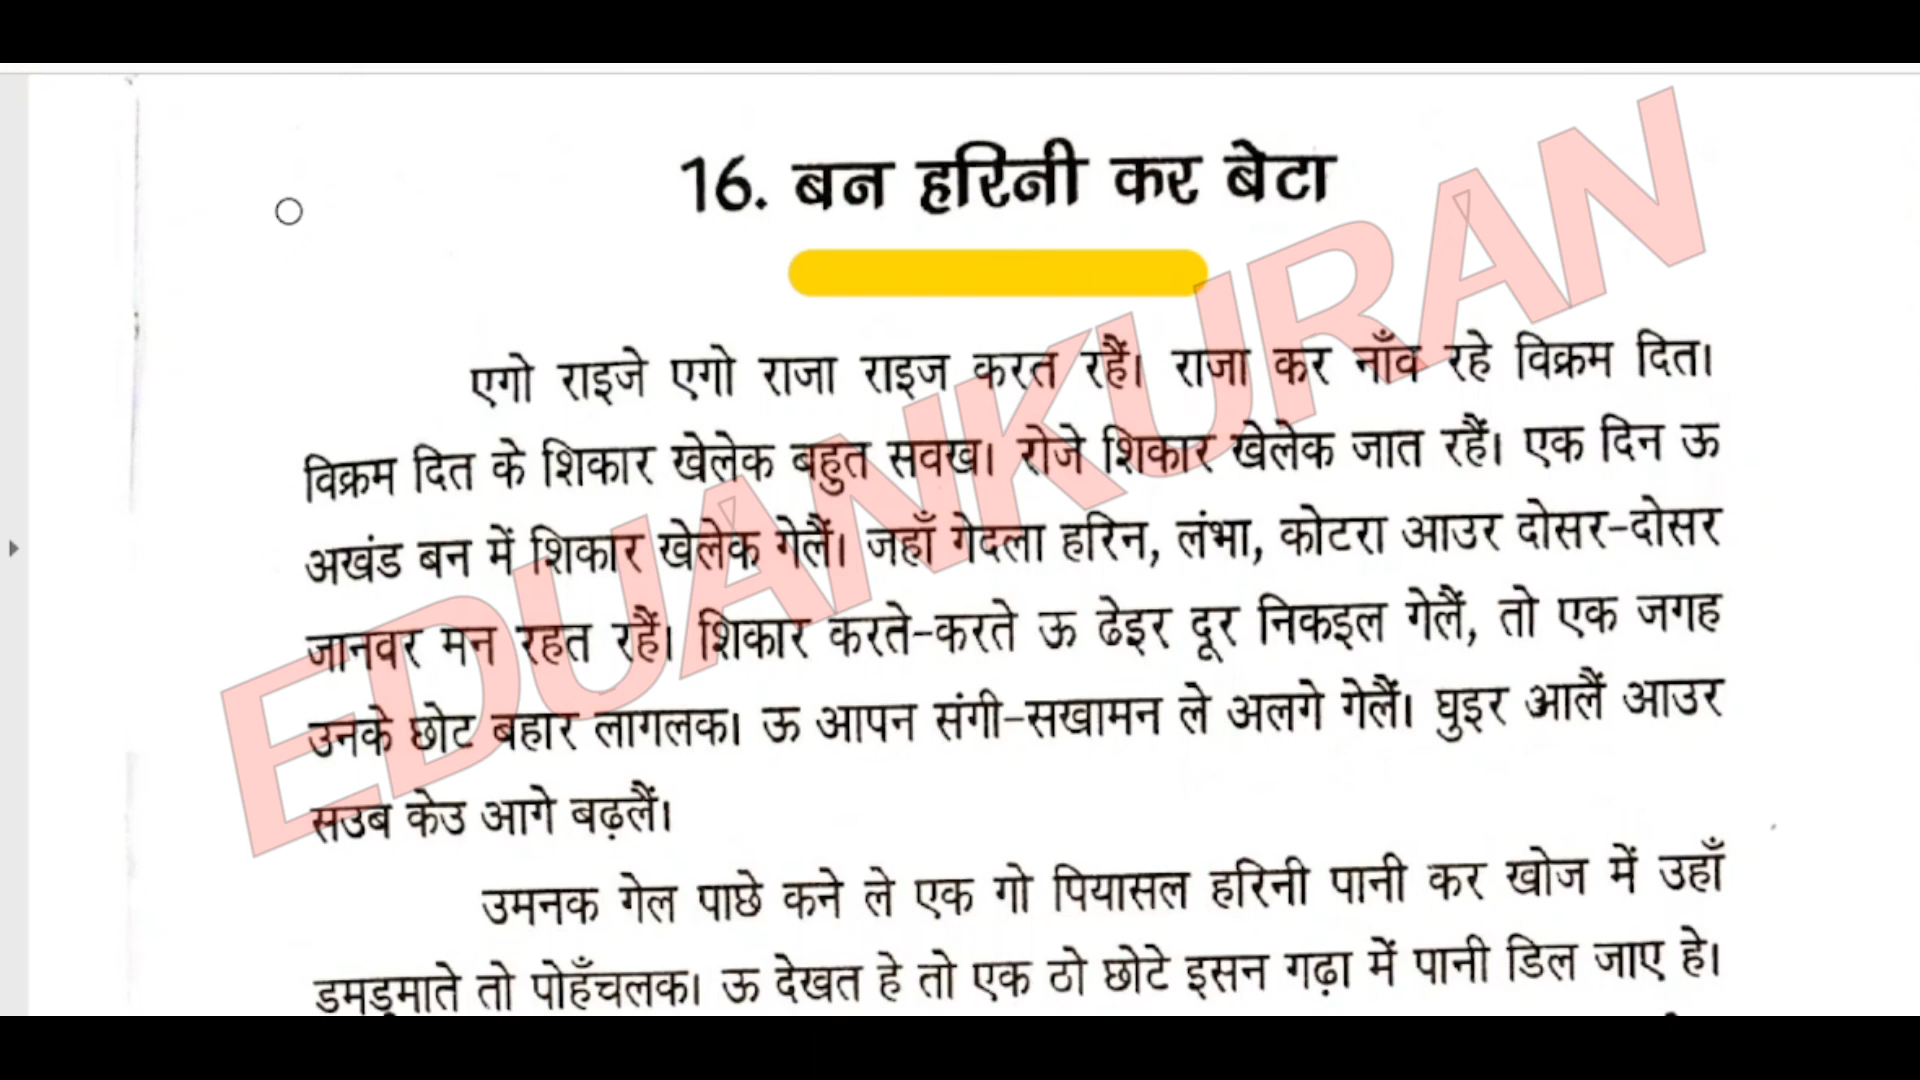 16. बन हरिनी कर बेटा
एगो राइजे एगो राजा राइज करत रहैं। राजा कर नाँव रहे विक्रम दित।
विक्रम दित के शिकार खेलेक बहुत सवख। रोजे शिकार खेलेक जात रहैं। एक दिन ऊ
अखंड बन में शिकार खेलेक गेलैं। जहाँ गेदला हरिन, लंभा, कोटरा आउर दोसर-दोसर
जानवर मन रहत रहैं। शिकार करते-करते ऊ ढेइर दूर निकइल गेलैं, तो एक जगह
उनके छोट बहार लागलक। ऊ आपन संगी-सखामन ले अलगे गेलैं। घुइर आलैं आउर
सउब केउ आगे बढ़लैं।
उमनक गेल पाछे कने ले एक गो पियासल हरिनी पानी कर खोज में उहाँ
डमड्माते तो पोहँचलक। ऊ देखत हे तो एक ठो छोटे इसन गढ़ा में पानी डिल जाए हे।
EDUANKURAN